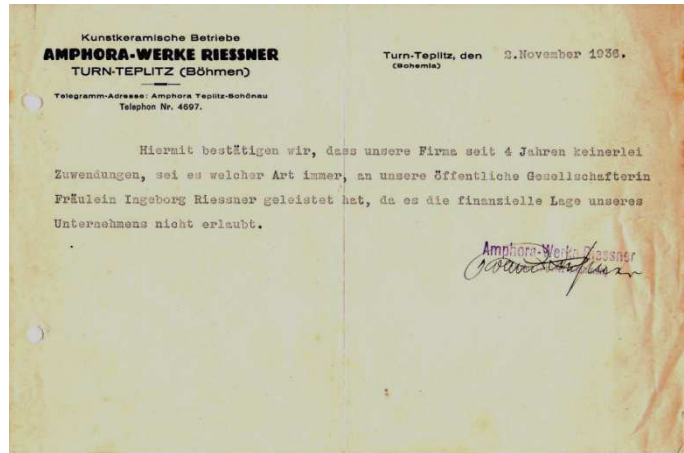 Kunstkeramische Betriebe
AMPHORA-WERKE RIESSNER
TURN-TEPLITZ (Böhmen)
Telegramm-Adresse: Amphora Teplitz-Schönau
Telephon Nr. 4697.
Turn-Teplitz, den 2.November 1936.
(Bohemia)
Hiermit bestätigen wir, dass unsere Firma seit 4 Jahren keinerlei
Zuwendungen, sei es welcher Art immer, an unsere öffentliche Gesellschafterin
Fräulein Ingeborg Riessner geleistet hat, da es die finanzielle Lage unseres
Unternehmens nicht erlaubt.
Amphora-Werke Riessner